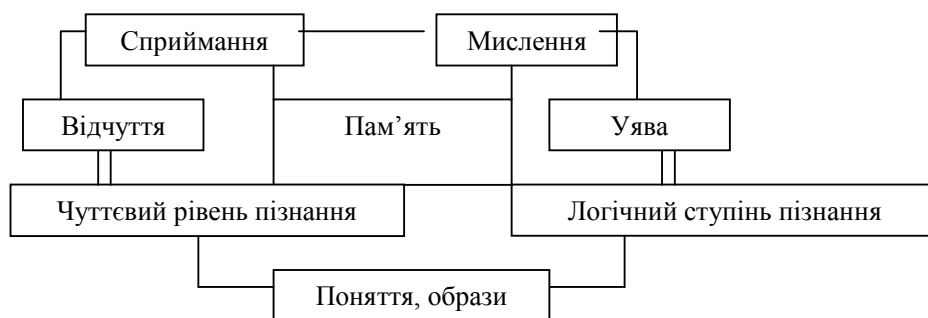 Сприймання
Мислення
Відчуття
Пам’ять
Уява
Чуттєвий рівень пізнання
Логічний ступінь пізнання
Поняття, образи